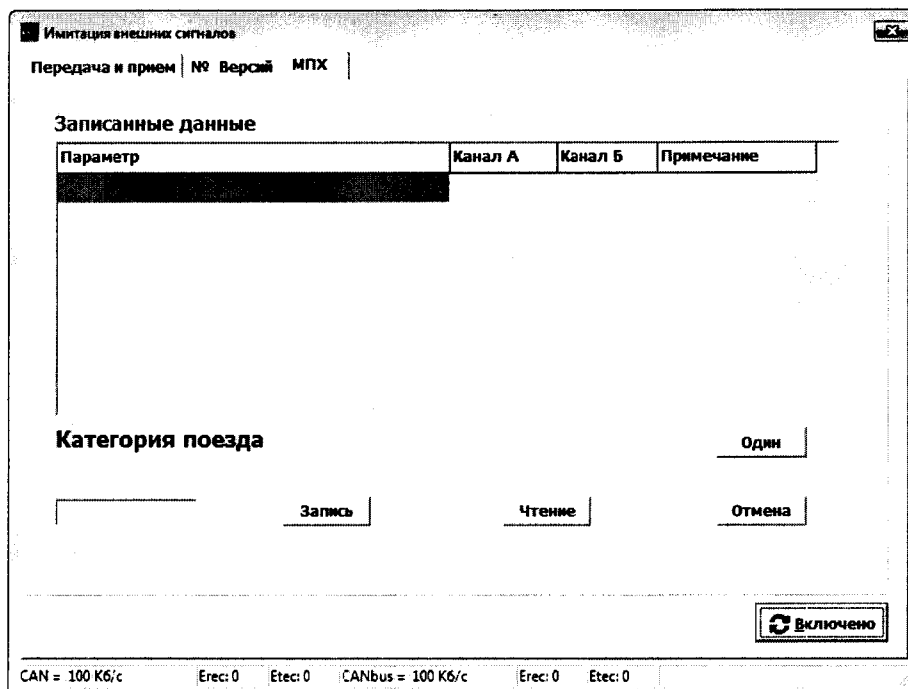 Имитация внешних сигналов
Передача и прием № Версий МПХ
Записанные данные
Параметр Канал А Канал Б Примечание
Категория поезда
Один
Запись Чтение Отмена
Включено
CAN = 100 Кб/с Erec: 0 Etec: 0 CANbus = 100 Кб/с Erec: 0 Etec: 0